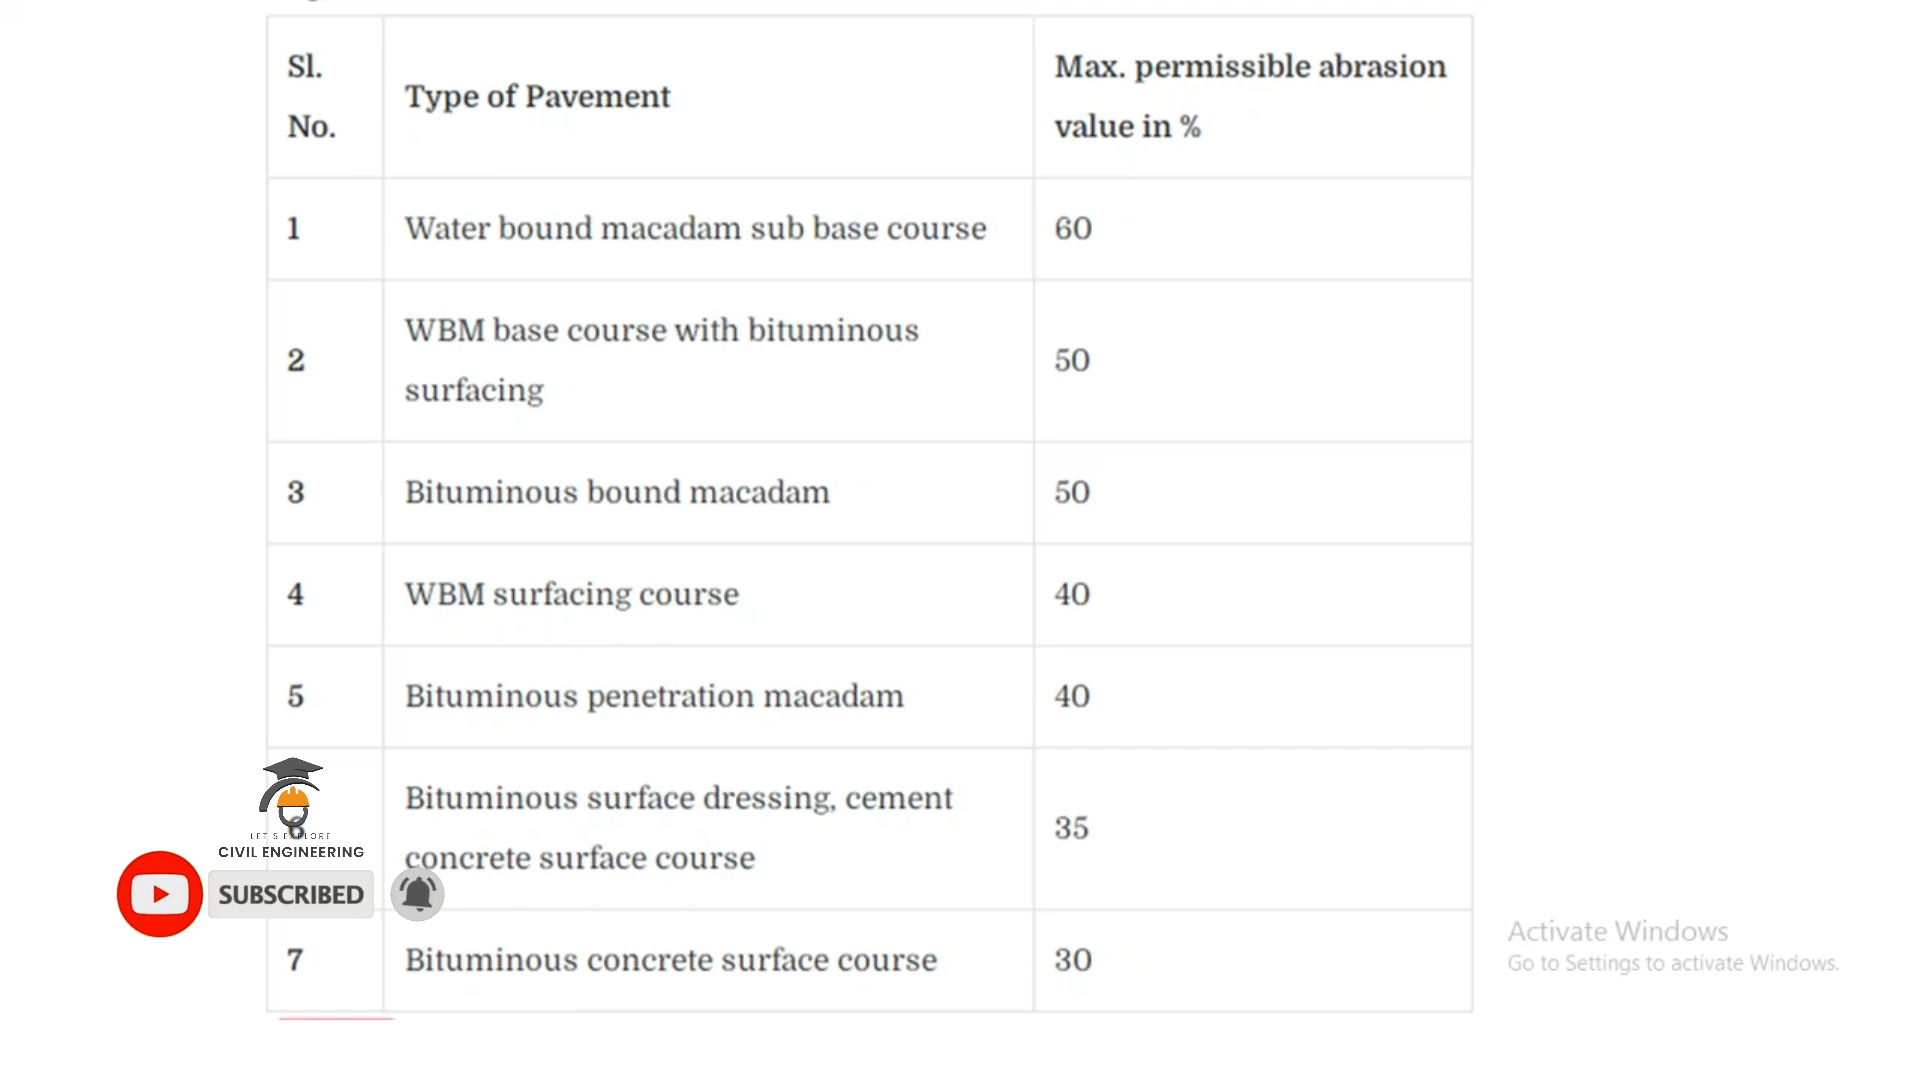 Sl.
No.
Type of Pavement
Max. permissible abrasion
value in %
1
Water bound macadam sub base course
60
2
WBM base course with bituminous
surfacing
50
3
Bituminous bound macadam
50
4
WBM surfacing course
40
5
Bituminous penetration macadam
40
6
Bituminous surface dressing, cement
concrete surface course
35
LET'S EXPLORE
CIVIL ENGINEERING
SUBSCRIBED
7
Bituminous concrete surface course
30
Activate Windows
Go to Settings to activate Windows.